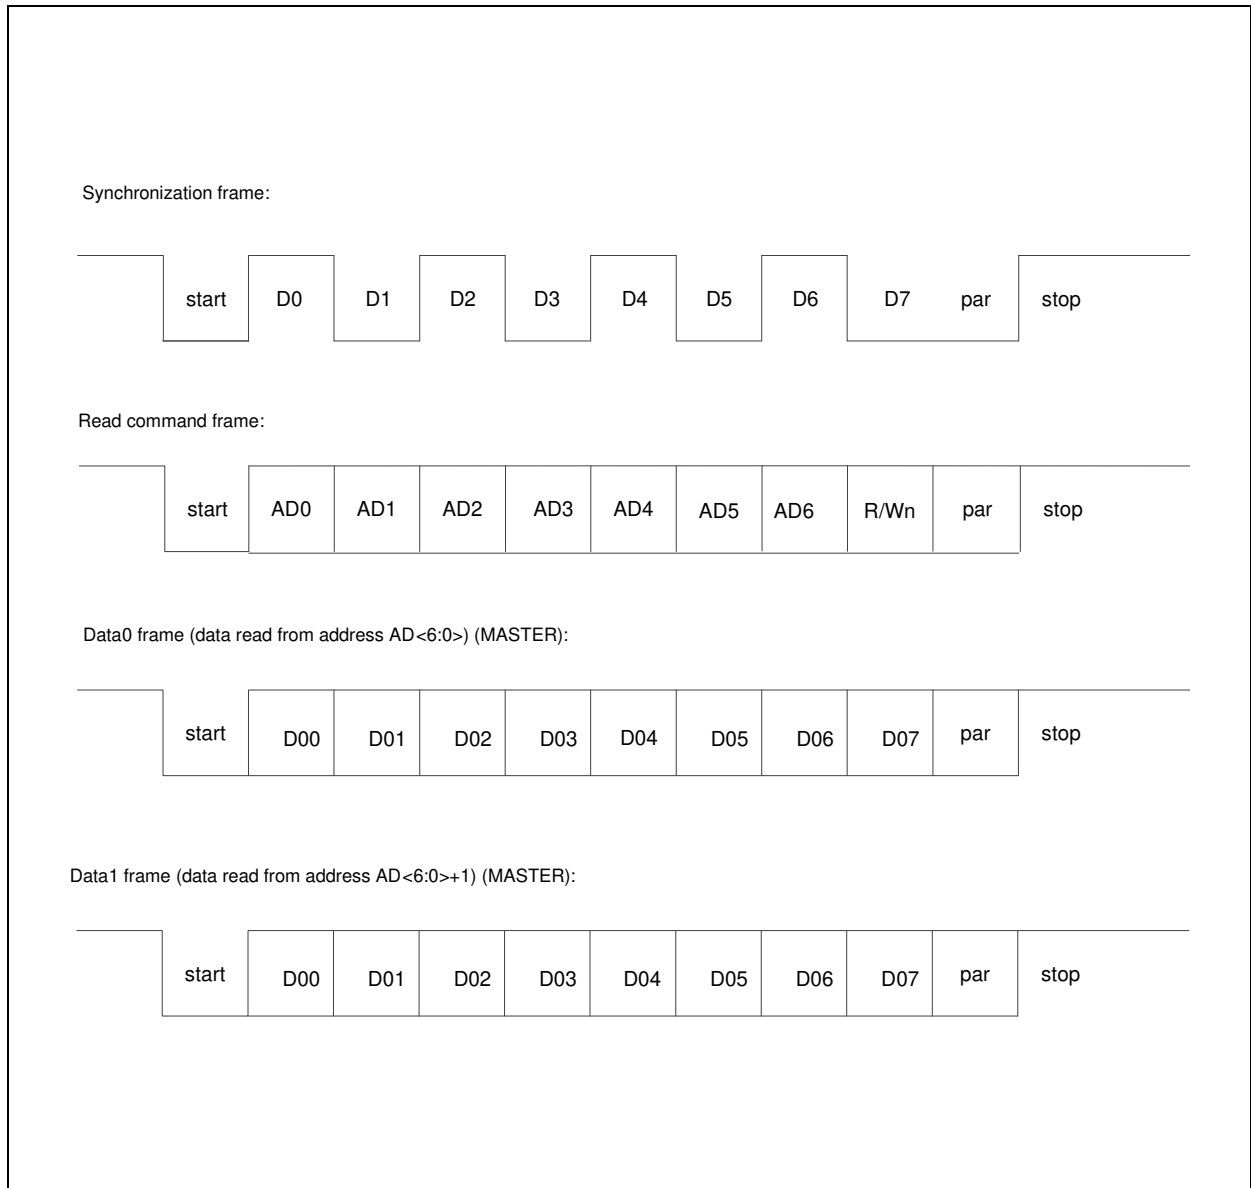 Synchronization frame:
start D0 D1 D2 D3 D4 D5 D6 D7 par stop
Read command frame:
start AD0 AD1 AD2 AD3 AD4 AD5 AD6 R/Wn par stop
Data0 frame (data read from address AD<6:0>) (MASTER):
start D00 D01 D02 D03 D04 D05 D06 D07 par stop
Data1 frame (data read from address AD<6:0>+1) (MASTER):
start D00 D01 D02 D03 D04 D05 D06 D07 par stop